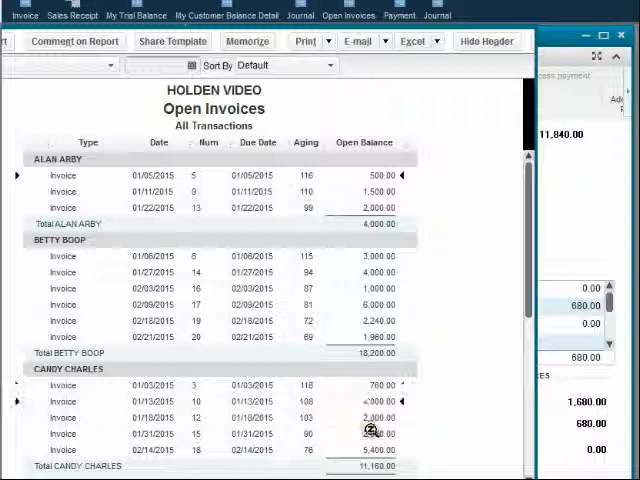 Invoice Sales Receipt My Trial Balance My Customer Balance Detail Journal Open Invoices Payment Journal
Comment on Report Share Template Memorize Print E-mail Excel Hide Header
Sort By Default
cess payment
HOLDEN VIDEO
Open Invoices
All Transactions
11,840.00
Type Date Num Due Date Aging Open Balance
ALAN ARBY
Invoice 01/05/2015 5 01/05/2015 116 500.00
Invoice 01/11/2015 9 01/11/2015 110 1,500.00
Invoice 01/22/2015 13 01/22/2015 99 2,000.00
Total ALAN ARBY 4,000.00
BETTY BOOP
Invoice 01/06/2015 6 01/06/2015 115 3,000.00
Invoice 01/27/2015 14 01/27/2015 94 4,000.00
Invoice 02/03/2015 16 02/03/2015 87 1,000.00
Invoice 02/09/2015 17 02/09/2015 81 6,000.00
Invoice 02/18/2015 19 02/18/2015 72 2,240.00
Invoice 02/21/2015 20 02/21/2015 69 1,960.00
Total BETTY BOOP 18,200.00
0.00
680.00
0.00
680.00
CANDY CHARLES
Invoice 01/03/2015 3 01/03/2015 118 760.00
Invoice 01/13/2015 10 01/13/2015 108
Invoice 01/18/2015 12 01/18/2015 103 2,000.00
Invoice 01/31/2015 15 01/31/2015 90
Invoice 02/14/2015 18 02/14/2015 76 5,400.00
Total CANDY CHARLES 11,160.00
ES
1,680.00
680.00
0.00